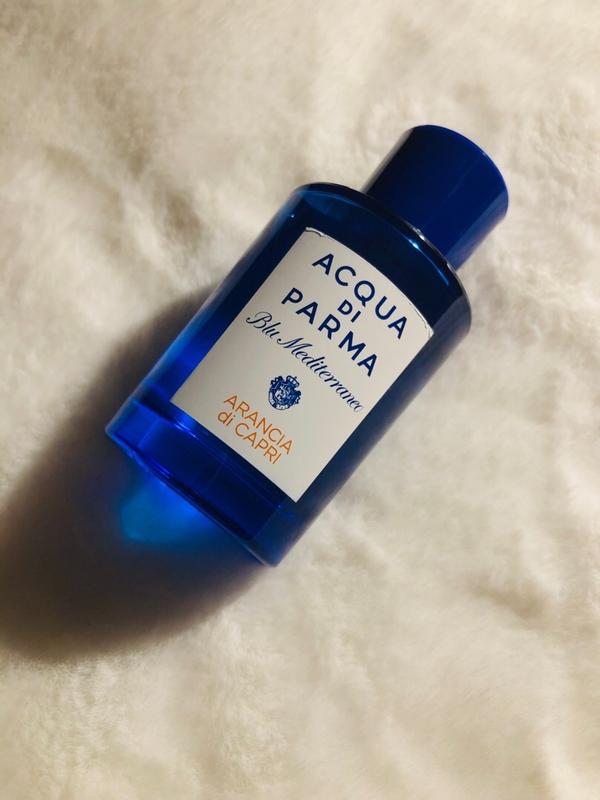 ACQUA
DI
PARMA
Blu Mediterraneo
ARANCIA
di CAPRI